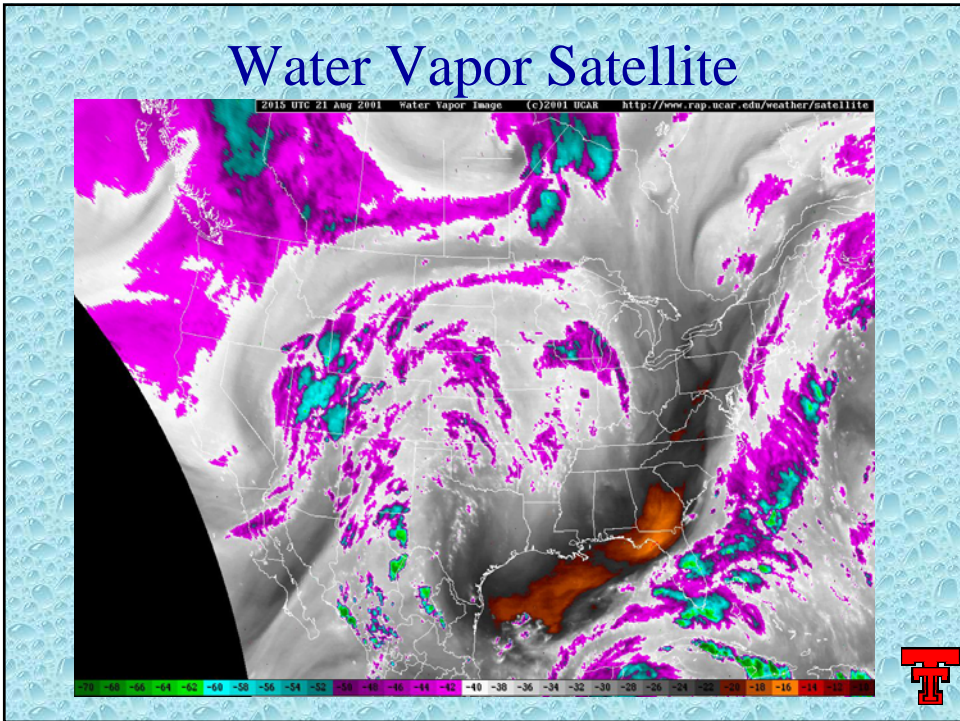 Water Vapor Satellite
2015 UTC 21 Aug 2001 Water Vapor Image (c)2001 UCAR http://www.rap.ucar.edu/weather/satellite
-70 -68 -66 -64 -62 -60 -58 -56 -54 -52 -50 -48 -46 -44 -42 -40 -38 -36 -34 -32 -30 -28 -26 -24 -22 -20 -18 -16 -14 -12 -10